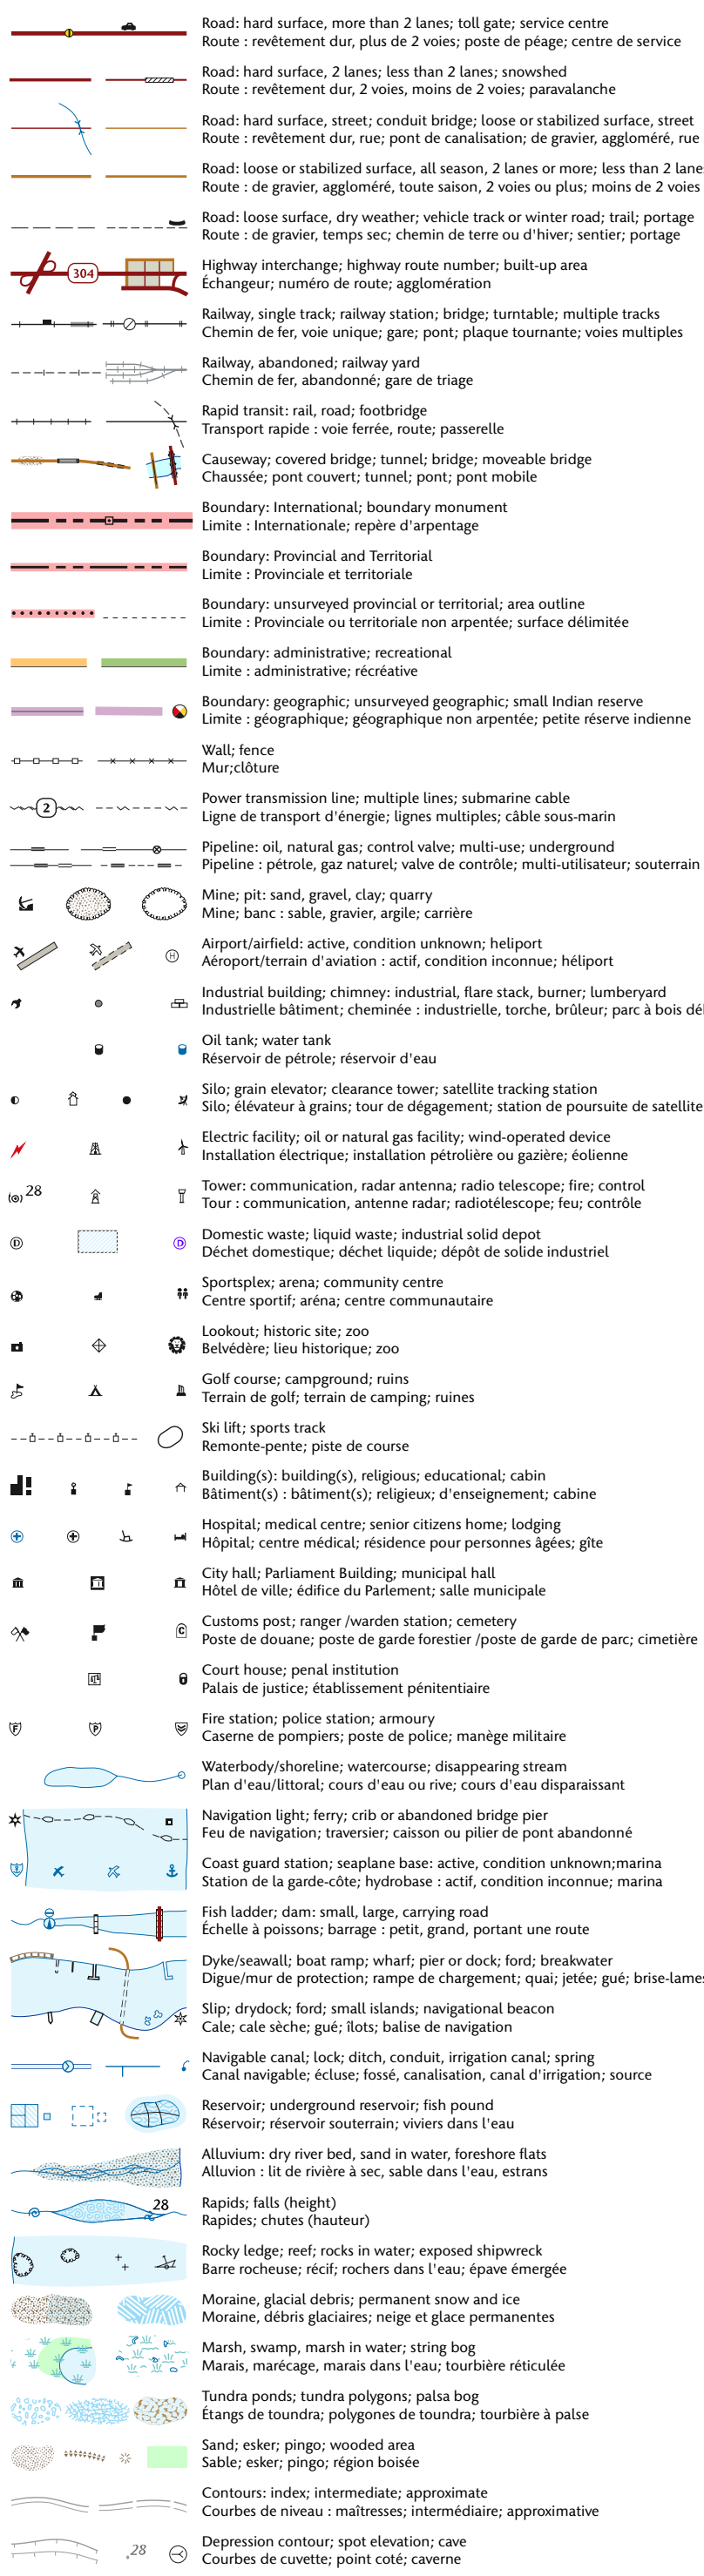 Road: hard surface, more than 2 lanes; toll gate; service centre
Route : revêtement dur, plus de 2 voies; poste de péage; centre de service
Road: hard surface, 2 lanes; less than 2 lanes; snowshed
Route : revêtement dur, 2 voies, moins de 2 voies; paravalanche
Road: hard surface, street; conduit bridge; loose or stabilized surface, street
Route : revêtement dur, rue; pont de canalisation; de gravier, aggloméré, rue
Road: loose or stabilized surface, all season, 2 lanes or more; less than 2 lane
Route : de gravier, aggloméré, toute saison, 2 voies ou plus; moins de 2 voies
Road: loose surface, dry weather; vehicle track or winter road; trail; portage
Route : de gravier, temps sec; chemin de terre ou d'hiver; sentier; portage
304
Highway interchange; highway route number; built-up area
Échangeur; numéro de route; agglomération
Railway, single track; railway station; bridge; turntable; multiple tracks
Chemin de fer, voie unique; gare; pont; plaque tournante; voies multiples
Railway, abandoned; railway yard
Chemin de fer, abandonné; gare de triage
Rapid transit: rail, road; footbridge
Transport rapide : voie ferrée, route; passerelle
Causeway; covered bridge; tunnel; bridge; moveable bridge
Chaussée; pont couvert; tunnel; pont; pont mobile
Boundary: International; boundary monument
Limite : Internationale; repère d'arpentage
Boundary: Provincial and Territorial
Limite : Provinciale et territoriale
Boundary: unsurveyed provincial or territorial; area outline
Limite : Provinciale ou territoriale non arpentée; surface délimitée
Boundary: administrative; recreational
Limite : administrative; récréative
Boundary: geographic; unsurveyed geographic; small Indian reserve
Limite : géographique; géographique non arpentée; petite réserve indienne
Wall; fence
Mur;clôture
2
Power transmission line; multiple lines; submarine cable
Ligne de transport d'énergie; lignes multiples; câble sous-marin
Pipeline: oil, natural gas; control valve; multi-use; underground
Pipeline : pétrole, gaz naturel; valve de contrôle; multi-utilisateur; souterrain
Mine; pit: sand, gravel, clay; quarry
Mine; banc : sable, gravier, argile; carrière
H
Airport/airfield: active, condition unknown; heliport
Aéroport/terrain d'aviation : actif, condition inconnue; héliport
Industrial building; chimney: industrial, flare stack, burner; lumberyard
Industrielle bâtiment; cheminée : industrielle, torche, brûleur; parc à bois dé
Oil tank; water tank
Réservoir de pétrole; réservoir d'eau
Silo; grain elevator; clearance tower; satellite tracking station
Silo; élévateur à grains; tour de dégagement; station de poursuite de satellite
Electric facility; oil or natural gas facility; wind-operated device
Installation électrique; installation pétrolière ou gazière; éolienne
28
Tower: communication, radar antenna; radio telescope; fire; control
Tour : communication, antenne radar; radiotélescope; feu; contrôle
D D
Domestic waste; liquid waste; industrial solid depot
Déchet domestique; déchet liquide; dépôt de solide industriel
Sportsplex; arena; community centre
Centre sportif; aréna; centre communautaire
Lookout; historic site; zoo
Belvédère; lieu historique; zoo
Golf course; campground; ruins
Terrain de golf; terrain de camping; ruines
Ski lift; sports track
Remonte-pente; piste de course
Building(s): building(s), religious; educational; cabin
Bâtiment(s) : bâtiment(s); religieux; d'enseignement; cabine
Hospital; medical centre; senior citizens home; lodging
Hôpital; centre médical; résidence pour personnes âgées; gîte
City hall; Parliament Building; municipal hall
Hôtel de ville; édifice du Parlement; salle municipale
C
Customs post; ranger /warden station; cemetery
Poste de douane; poste de garde forestier /poste de garde de parc; cimetière
Court house; penal institution
Palais de justice; établissement pénitentiaire
F P
Fire station; police station; armoury
Caserne de pompiers; poste de police; manège militaire
Waterbody/shoreline; watercourse; disappearing stream
Plan d'eau/littoral; cours d'eau ou rive; cours d'eau disparaissant
Navigation light; ferry; crib or abandoned bridge pier
Feu de navigation; traversier; caisson ou pilier de pont abandonné
Coast guard station; seaplane base: active, condition unknown;marina
Station de la garde-côte; hydrobase : actif, condition inconnue; marina
Fish ladder; dam: small, large, carrying road
Échelle à poissons; barrage : petit, grand, portant une route
Dyke/seawall; boat ramp; wharf; pier or dock; ford; breakwater
Digue/mur de protection; rampe de chargement; quai; jetée; gué; brise-lames
Slip; drydock; ford; small islands; navigational beacon
Cale; cale sèche; gué; îlots; balise de navigation
Navigable canal; lock; ditch, conduit, irrigation canal; spring
Canal navigable; écluse; fossé, canalisation, canal d'irrigation; source
Reservoir; underground reservoir; fish pound
Réservoir; réservoir souterrain; viviers dans l'eau
Alluvium: dry river bed, sand in water, foreshore flats
Alluvion : lit de rivière à sec, sable dans l'eau, estrans
28
Rapids; falls (height)
Rapides; chutes (hauteur)
Rocky ledge; reef; rocks in water; exposed shipwreck
Barre rocheuse; récif; rochers dans l'eau; épave émergée
Moraine, glacial debris; permanent snow and ice
Moraine, débris glaciaires; neige et glace permanentes
Marsh, swamp, marsh in water; string bog
Marais, marécage, marais dans l'eau; tourbière réticulée
Tundra ponds; tundra polygons; palsa bog
Étangs de toundra; polygones de toundra; tourbière à palse
Sand; esker; pingo; wooded area
Sable; esker; pingo; région boisée
Contours: index; intermediate; approximate
Courbes de niveau : maîtresses; intermédiaire; approximative
.28
Depression contour; spot elevation; cave
Courbes de cuvette; point coté; caverne